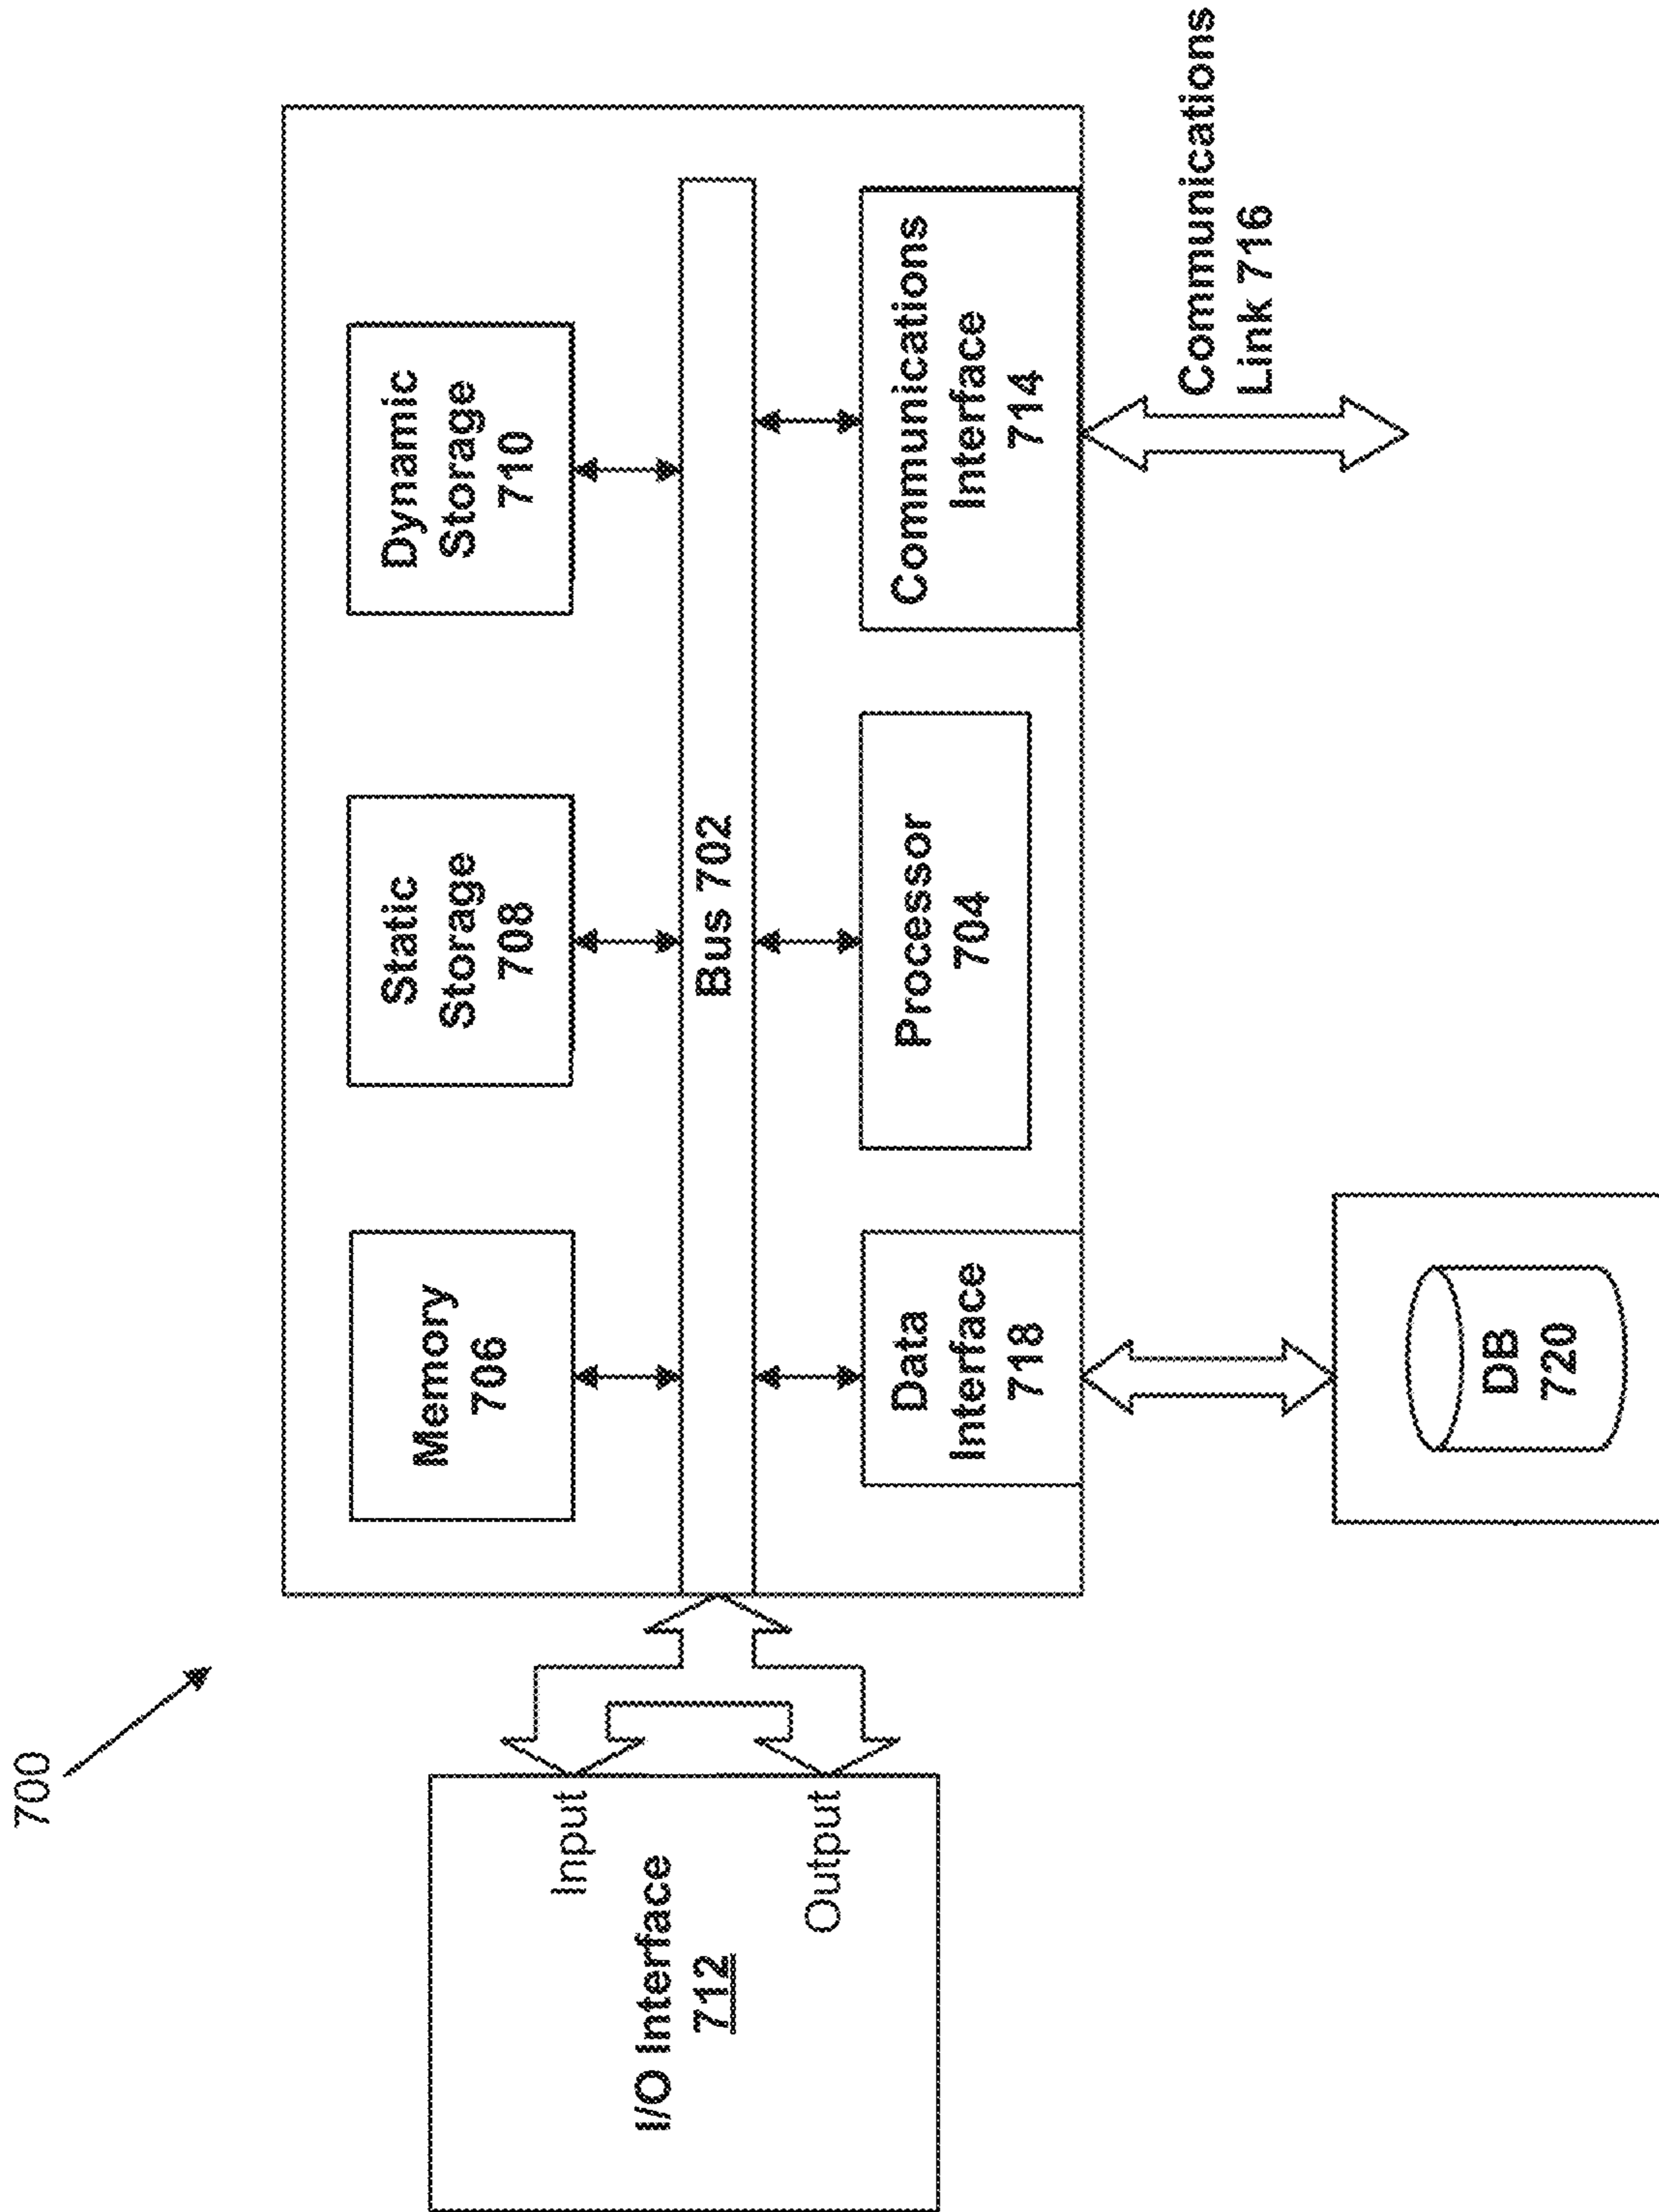 700
Memory
706
Static
Storage
708
Dynamic
Storage
710
I/O Interface
712
Input
Output
Bus 702
Data
Interface
718
Processor
704
Communications
Interface
714
DB
720
Communications
Link 716